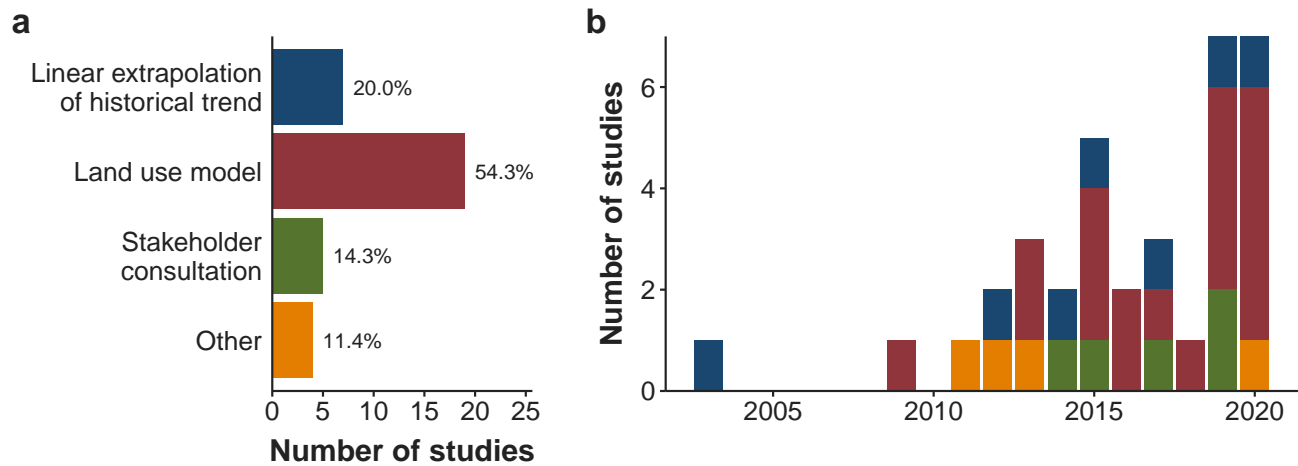 a
Linear extrapolation
of historical trend
20.0%
Land use model
54.3%
Stakeholder
consultation
14.3%
Other
11.4%
0 5 10 15 20 25
Number of studies
b
Number of studies
6
4
2
0
2005 2010 2015 2020